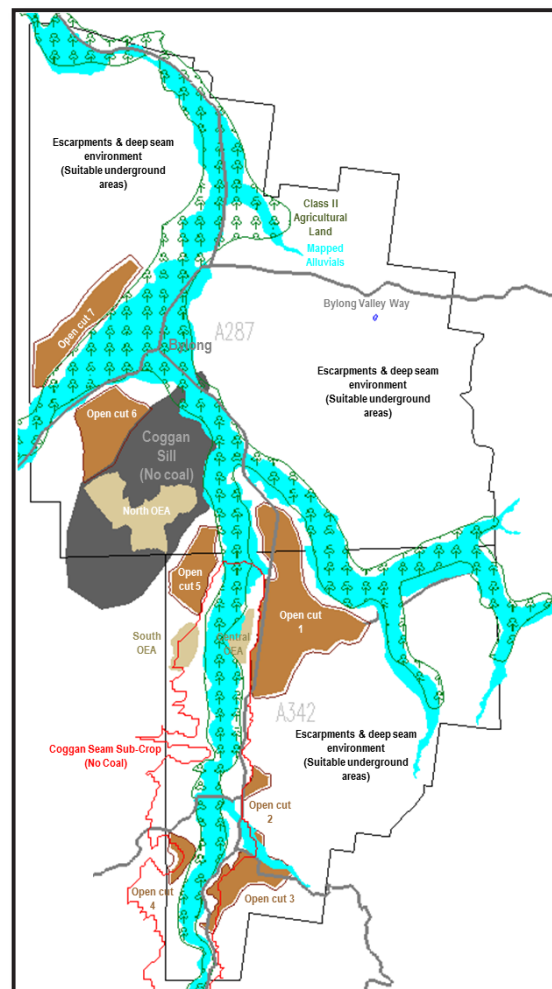 Escarpments & deep seam
environment
(Suitable underground
areas)
Class II
Agricultural
Land
Mapped
Alluvials
Bylong Valley Way
Open cut 7
A287
Bylong
Escarpments & deep seam
environment
(Suitable underground
areas)
Open cut 6
Coggan
Sill
(No coal)
North OEA
Open
cut 5
Open cut
1
South
OEA
Central
OEA
A342
Escarpments & deep seam
environment
(Suitable underground
areas)
Coggan Seam Sub-Crop
(No Coal)
Open cut
2
Open cut
4
Open cut 3